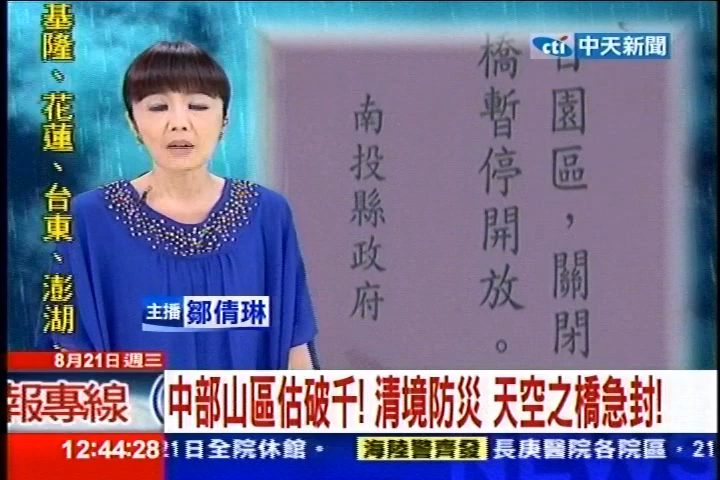 基隆、花蓮、台東、澎湖、
cti 中天新聞
園區，關閉
橋暫停開放。
南投縣政府
主播 鄒倩琳
8月21日週三
報專線
中部山區估破千! 清境防災 天空之橋急封!
12:44:28
21日全院休館。 海陸警齊發 長庚醫院各院區，21
NEWS